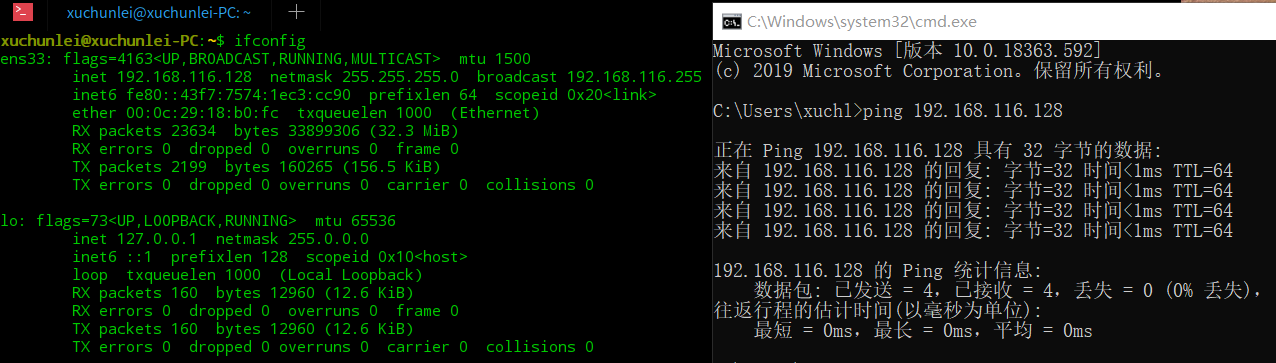 xuchunlei@xuchunlei-PC: ~
xuchunlei@xuchunlei-PC:~$ ifconfig
ens33: flags=4163<UP,BROADCAST,RUNNING,MULTICAST>  mtu 1500
        inet 192.168.116.128  netmask 255.255.255.0  broadcast 192.168.116.255
        inet6 fe80::43f7:7574:1ec3:cc90  prefixlen 64  scopeid 0x20<link>
        ether 00:0c:29:18:b0:fc  txqueuelen 1000  (Ethernet)
        RX packets 23634  bytes 33899306 (32.3 MiB)
        RX errors 0  dropped 0  overruns 0  frame 0
        TX packets 2199  bytes 160265 (156.5 KiB)
        TX errors 0  dropped 0 overruns 0  carrier 0  collisions 0
lo: flags=73<UP,LOOPBACK,RUNNING>  mtu 65536
        inet 127.0.0.1  netmask 255.0.0.0
        inet6 ::1  prefixlen 128  scopeid 0x10<host>
        loop  txqueuelen 1000  (Local Loopback)
        RX packets 160  bytes 12960 (12.6 KiB)
        RX errors 0  dropped 0  overruns 0  frame 0
        TX packets 160  bytes 12960 (12.6 KiB)
        TX errors 0  dropped 0 overruns 0  carrier 0  collisions 0
C:\Windows\system32\cmd.exe
Microsoft Windows [版本 10.0.18363.592]
(c) 2019 Microsoft Corporation。保留所有权利。
C:\Users\xuchl>ping 192.168.116.128
正在 Ping 192.168.116.128 具有 32 字节的数据:
来自 192.168.116.128 的回复: 字节=32 时间<1ms TTL=64
来自 192.168.116.128 的回复: 字节=32 时间<1ms TTL=64
来自 192.168.116.128 的回复: 字节=32 时间<1ms TTL=64
来自 192.168.116.128 的回复: 字节=32 时间<1ms TTL=64
192.168.116.128 的 Ping 统计信息:
    数据包: 已发送 = 4，已接收 = 4，丢失 = 0 (0% 丢失)，
往返行程的估计时间(以毫秒为单位):
    最短 = 0ms，最长 = 0ms，平均 = 0ms